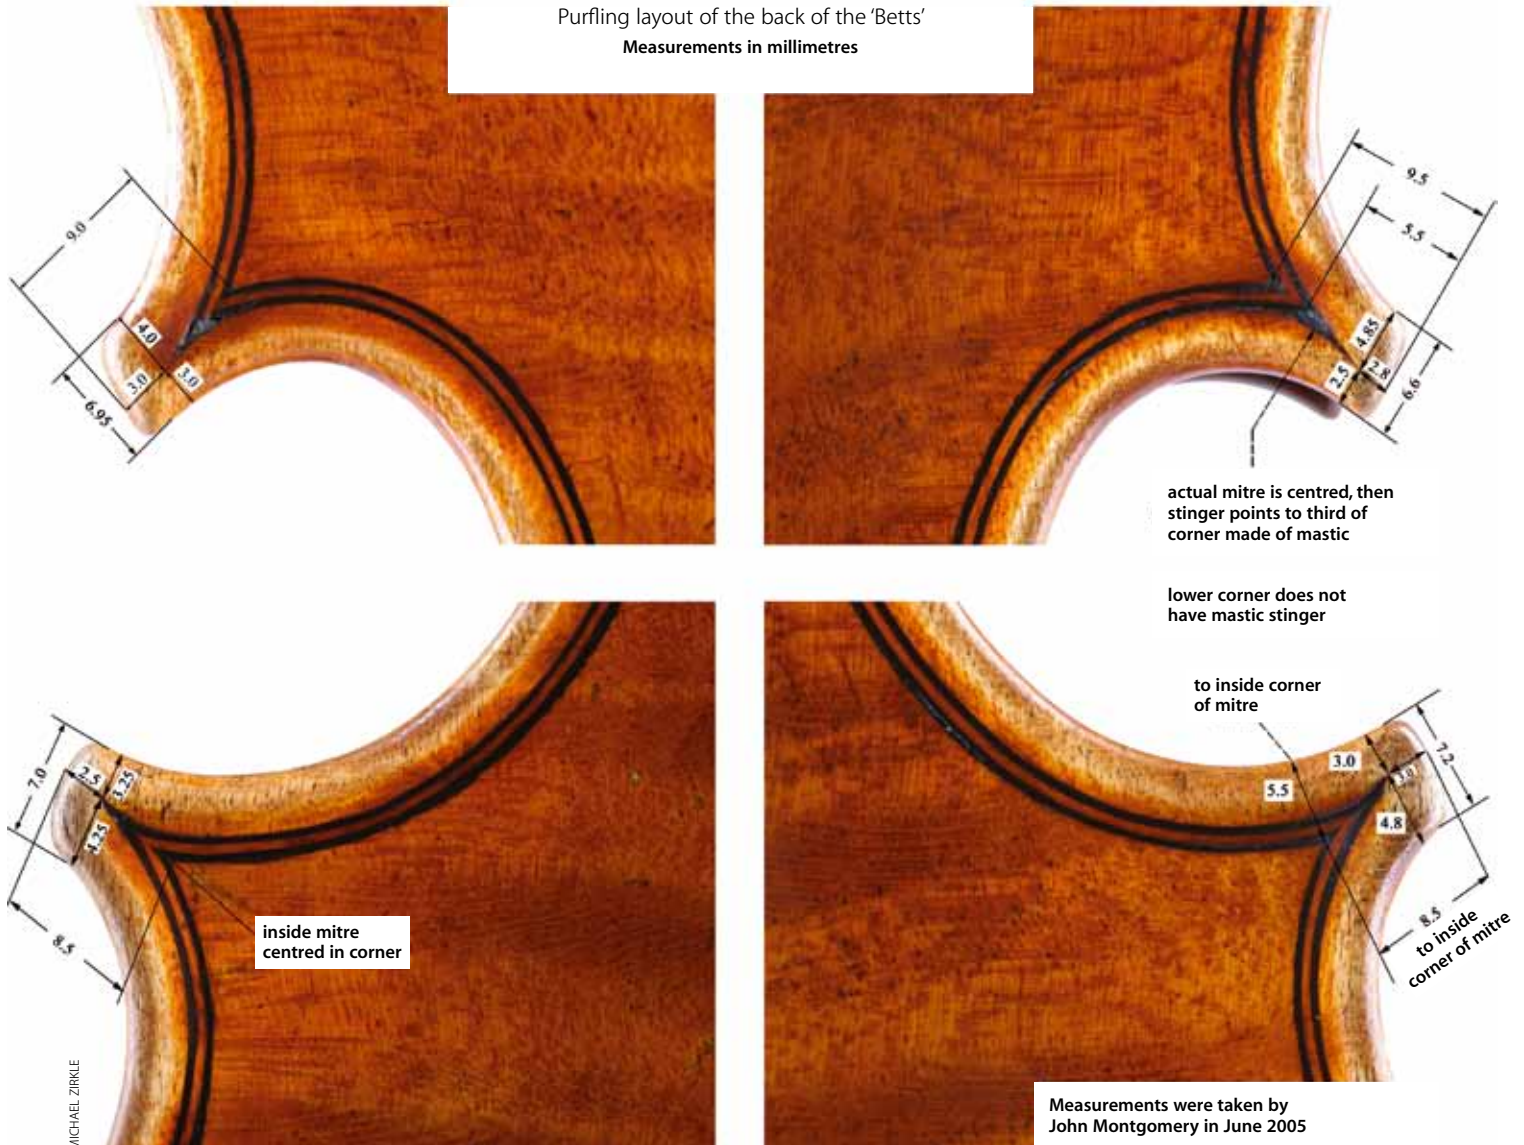 Purfling layout of the back of the ‘Betts’
Measurements in millimetres
9.0
4.0
3.0
3.0
6.95
9.5
5.5
4.85
2.8
2.5
6.6
actual mitre is centred, then
stinger points to third of
corner made of mastic
lower corner does not
have mastic stinger
to inside corner
of mitre
7.0
2.5
3.25
4.25
8.5
inside mitre
centred in corner
3.0
3.0
7.2
5.5
4.8
8.5
to inside
corner of mitre
MICHAEL ZIRKLE
Measurements were taken by
John Montgomery in June 2005